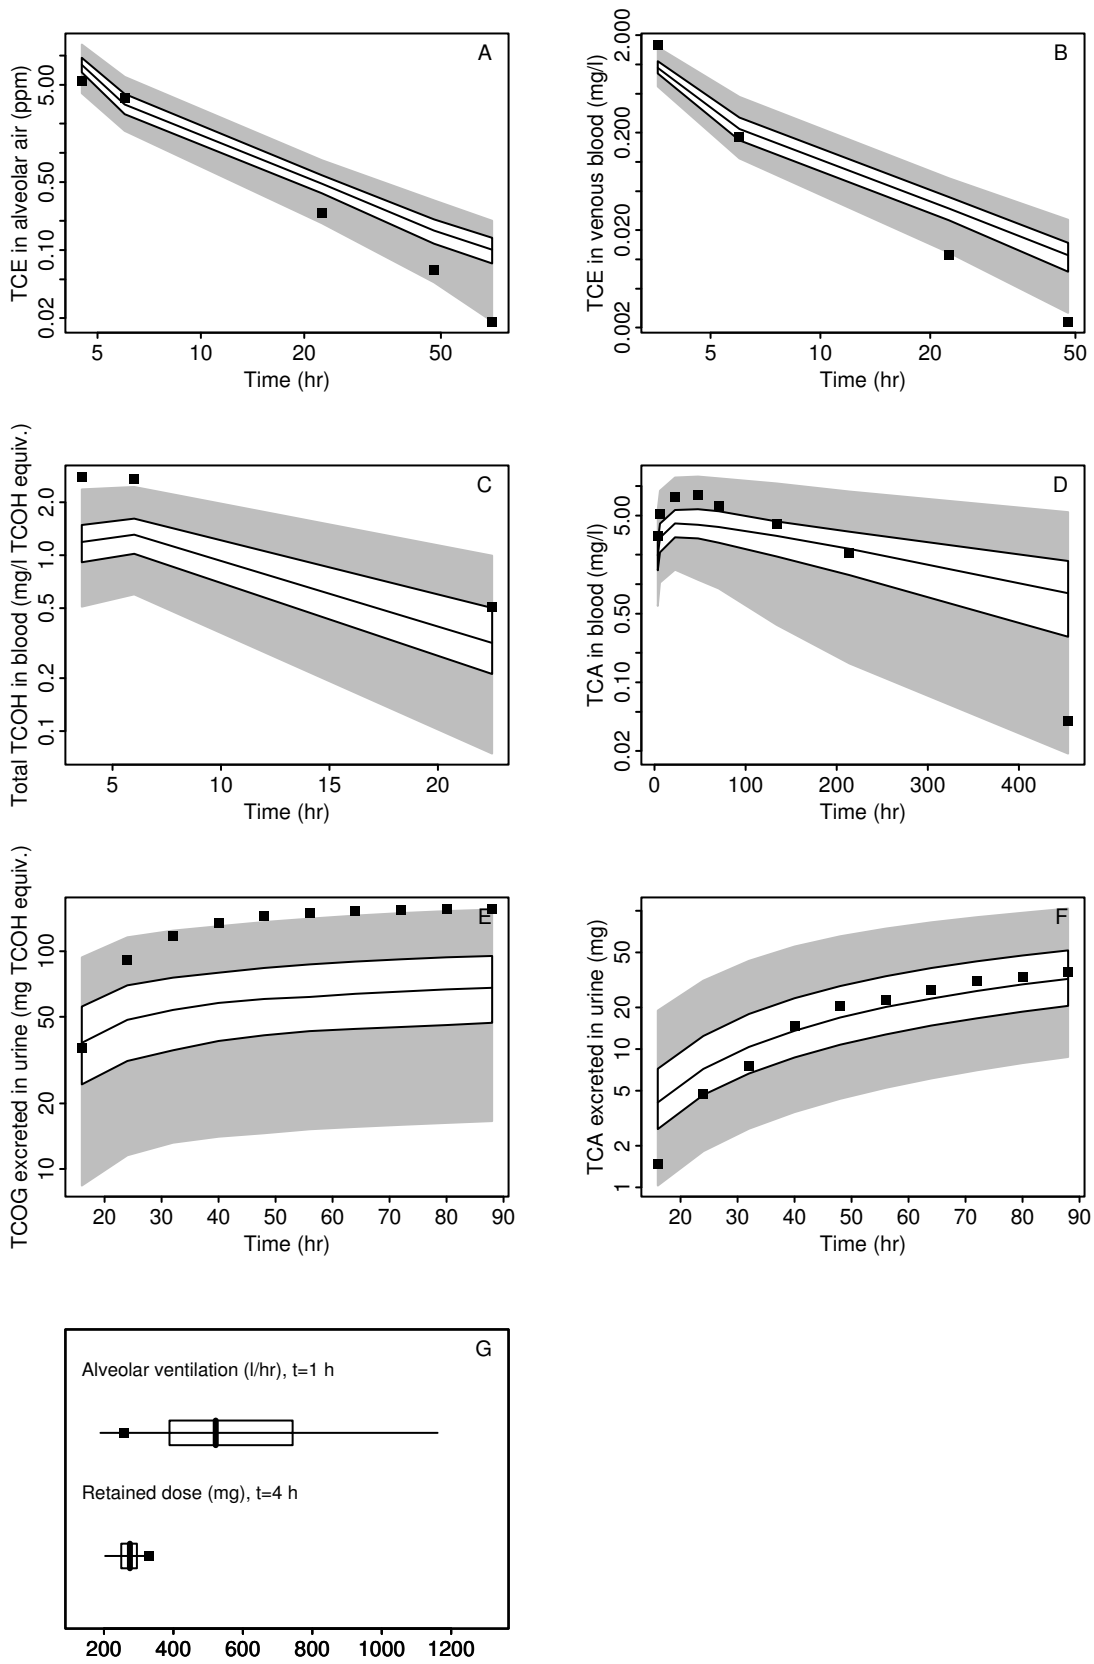 A
TCE in alveolar air (ppm)
5.00
0.50
0.10
0.02
5 10 20 50
Time (hr)
B
TCE in venous blood (mg/l)
2.000
0.200
0.020
0.002
5 10 20 50
Time (hr)
C
Total TCOH in blood (mg/l TCOH equiv.)
2.0
1.0
0.5
0.2
0.1
5 10 15 20
Time (hr)
D
TCA in blood (mg/l)
5.00
0.50
0.10
0.02
0 100 200 300 400
Time (hr)
E
TCOG excreted in urine (mg TCOH equiv.)
100
50
20
10
20 30 40 50 60 70 80 90
Time (hr)
F
TCA excreted in urine (mg)
50
20
10
5
2
1
20 30 40 50 60 70 80 90
Time (hr)
G
Alveolar ventilation (l/hr), t=1 h
Retained dose (mg), t=4 h
200 400 600 800 1000 1200